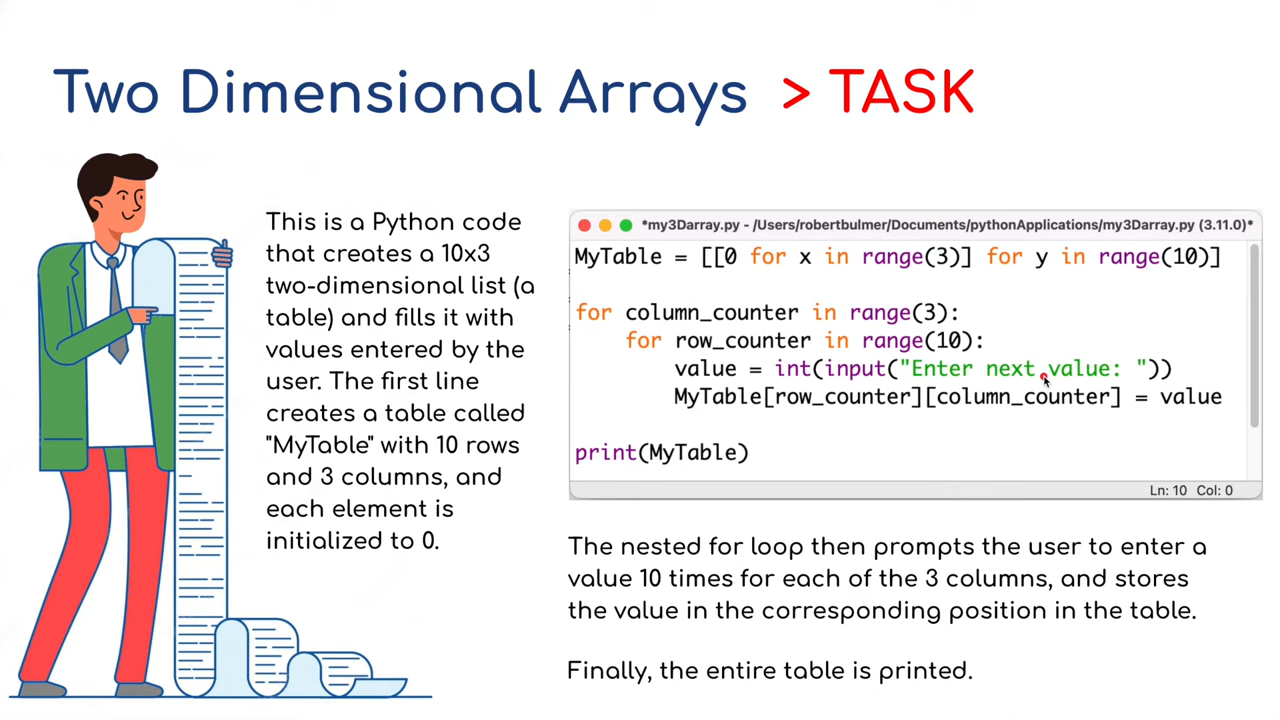 Two Dimensional Arrays > TASK
This is a Python code
that creates a 10x3
two-dimensional list (a
table) and fills it with
values entered by the
user. The first line
creates a table called
"MyTable" with 10 rows
and 3 columns, and
each element is
initialized to 0.
*my3Darray.py - /Users/robertbulmer/Documents/pythonApplications/my3Darray.py (3.11.0)*
MyTable = [[0 for x in range(3)] for y in range(10)]
for column_counter in range(3):
    for row_counter in range(10):
        value = int(input("Enter next value: "))
        MyTable[row_counter][column_counter] = value
print(MyTable)
Ln: 10 Col: 0
The nested for loop then prompts the user to enter a
value 10 times for each of the 3 columns, and stores
the value in the corresponding position in the table.
Finally, the entire table is printed.